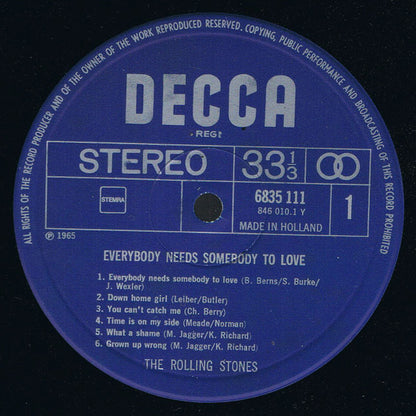 ALL RIGHTS OF THE RECORD PRODUCER AND OF THE OWNER OF THE WORK REPRODUCED RESERVED. COPYING, PUBLIC PERFORMANCE AND BROADCASTING OF THIS RECORD PROHIBITED
DECCA
REGD
STEREO 33 1/3
STEMRA 6835 111 1
846 010.1 Y
MADE IN HOLLAND
℗ 1965
EVERYBODY NEEDS SOMEBODY TO LOVE
1. Everybody needs somebody to love (B. Berns/S. Burke/
J. Wexler)
2. Down home girl (Leiber/Butler)
3. You can't catch me (Ch. Berry)
4. Time is on my side (Meade/Norman)
5. What a shame (M. Jagger/K. Richard)
6. Grown up wrong (M. Jagger/K. Richard)
THE ROLLING STONES